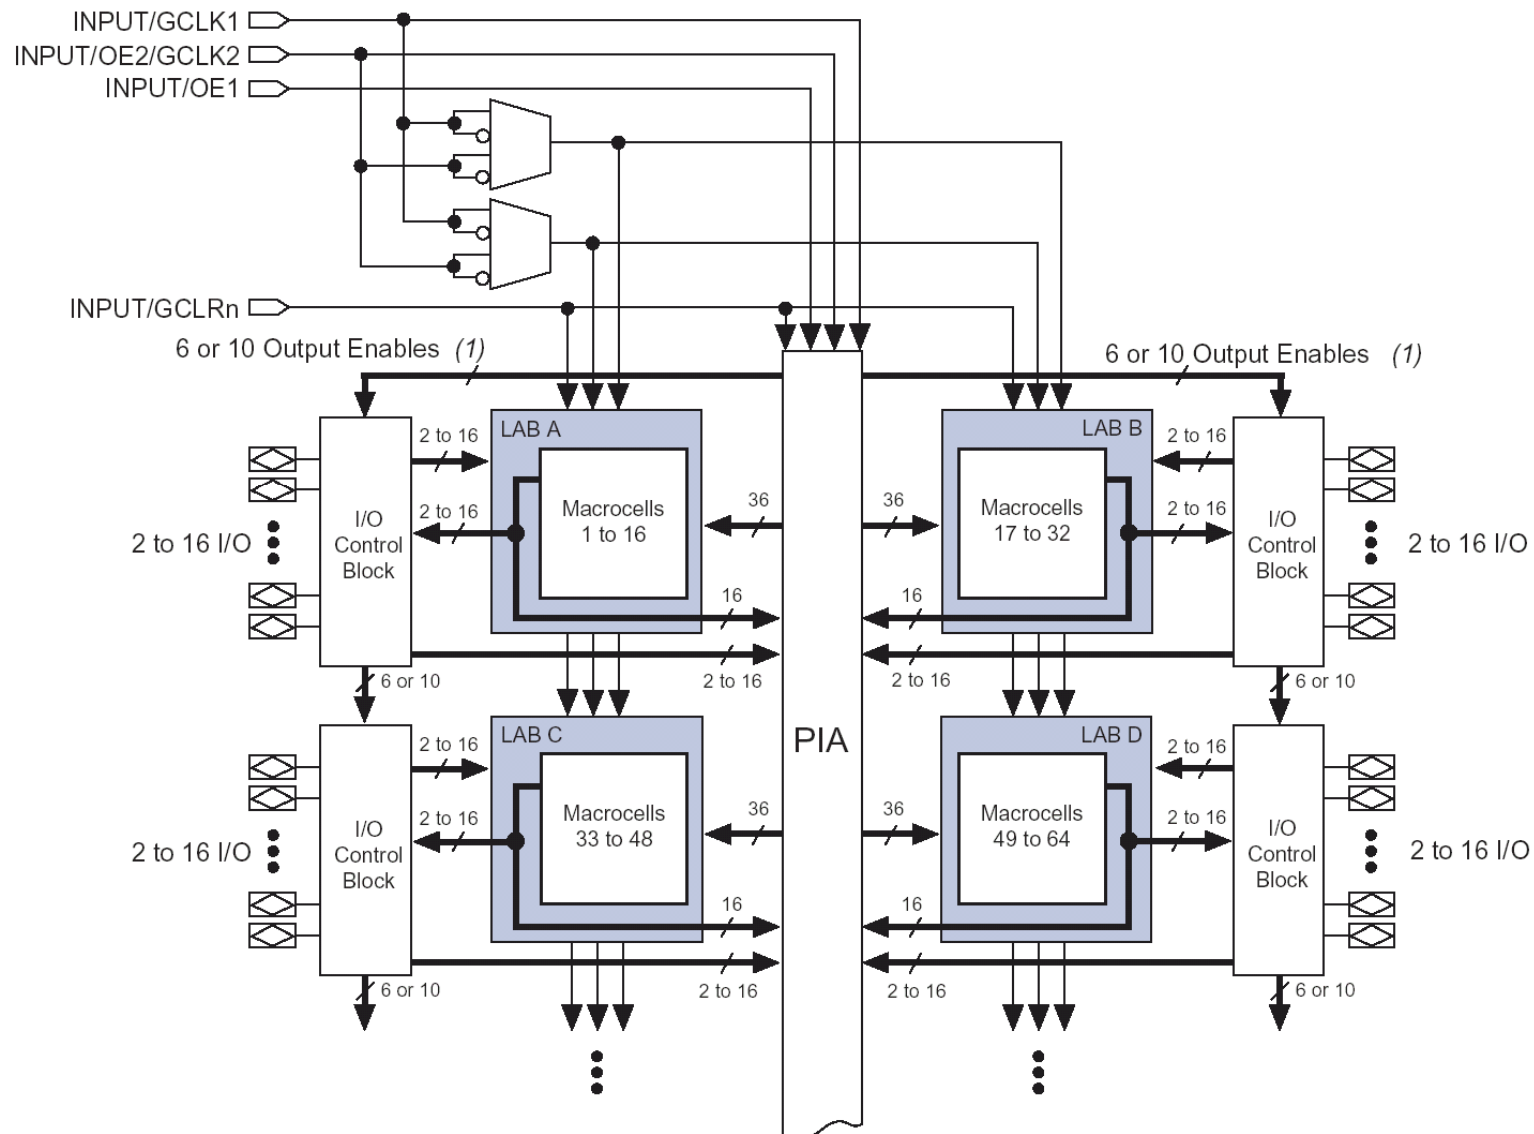 INPUT/GCLK1
INPUT/OE2/GCLK2
INPUT/OE1
INPUT/GCLRn
6 or 10 Output Enables (1)
6 or 10 Output Enables (1)
LAB A
LAB B
2 to 16
2 to 16
36
36
2 to 16
2 to 16
I/O
Control
Block
Macrocells
1 to 16
Macrocells
17 to 32
I/O
Control
Block
2 to 16 I/O
2 to 16 I/O
16
16
2 to 16
2 to 16
6 or 10
6 or 10
PIA
LAB C
LAB D
2 to 16
2 to 16
36
36
2 to 16
2 to 16
I/O
Control
Block
Macrocells
33 to 48
Macrocells
49 to 64
I/O
Control
Block
2 to 16 I/O
2 to 16 I/O
16
16
2 to 16
2 to 16
6 or 10
6 or 10